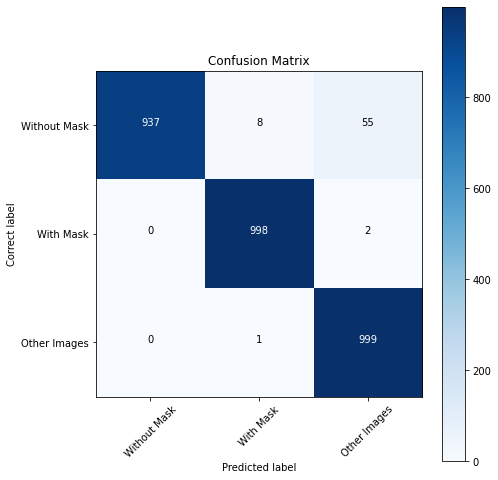 Confusion Matrix
Without Mask
937
8
55
With Mask
0
998
2
Other Images
0
1
999
Correct label
Without Mask
With Mask
Other Images
Predicted label
800
600
400
200
0